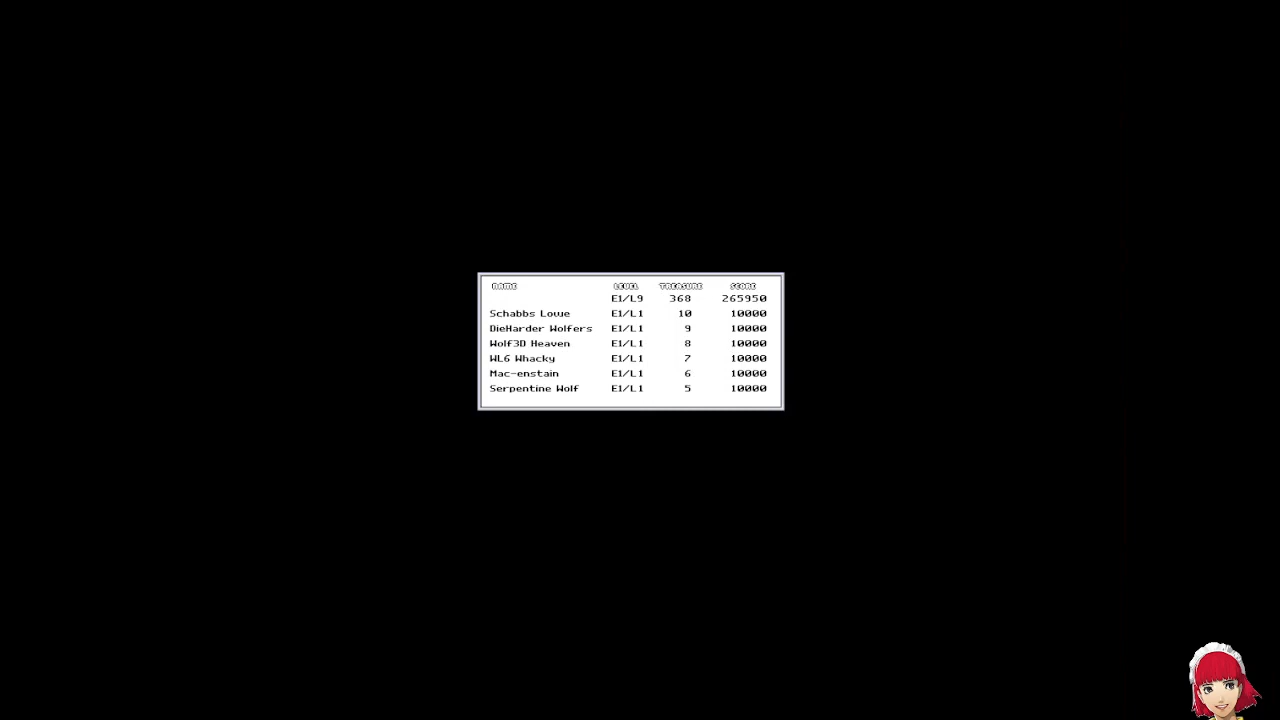 NAME LEVEL TREASURE SCORE
E1/L9 368 265950
Schabbs Lowe E1/L1 10 10000
DieHarder Wolfers E1/L1 9 10000
Wolf3D Heaven E1/L1 8 10000
WL6 Whacky E1/L1 7 10000
Mac-enstain E1/L1 6 10000
Serpentine Wolf E1/L1 5 10000